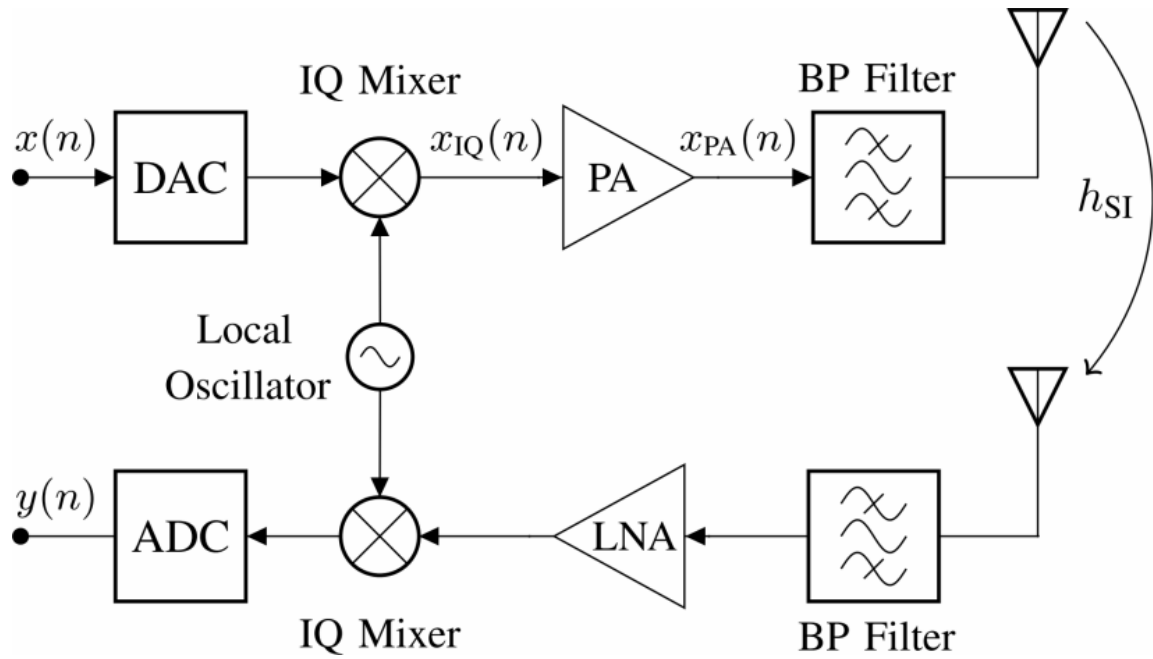 IQ Mixer
BP Filter
x(n)
DAC
x_IQ(n)
PA
x_PA(n)
h_SI
Local
Oscillator
y(n)
ADC
LNA
IQ Mixer
BP Filter